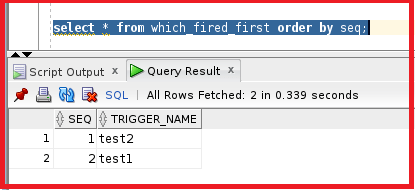 select * from which_fired_first order by seq;
Script Output x Query Result x
SQL | All Rows Fetched: 2 in 0.339 seconds
SEQ TRIGGER_NAME
1 1 test2
2 2 test1